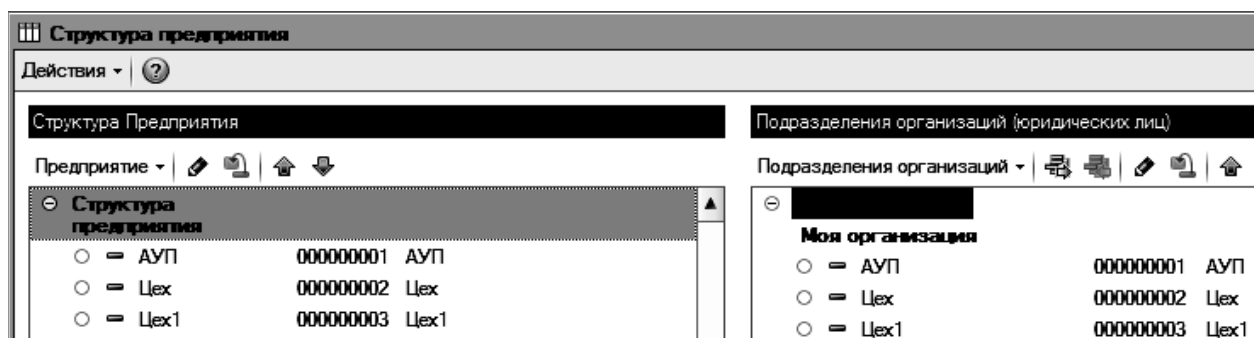 Структура предприятия
Действия
Структура Предприятия
Предприятие
Структура
предприятия
АУП 000000001 АУП
Цех 000000002 Цех
Цех1 000000003 Цех1
Подразделения организаций (юридических лиц)
Подразделения организаций
Моя организация
АУП 000000001 АУП
Цех 000000002 Цех
Цех1 000000003 Цех1